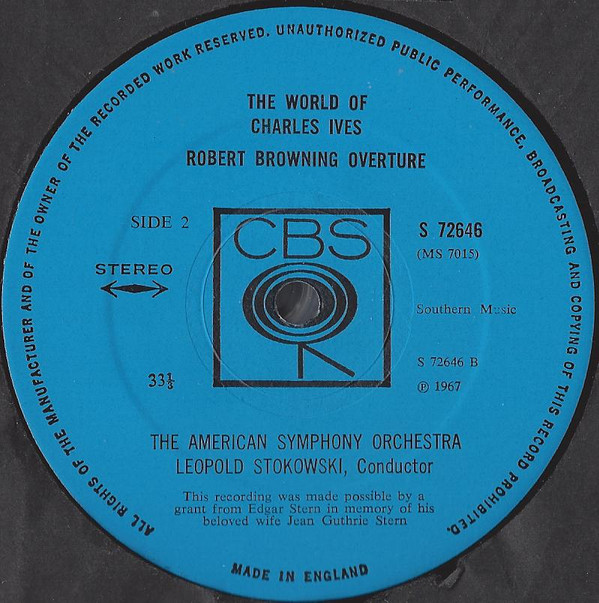 ALL RIGHTS OF THE MANUFACTURER AND OF THE OWNER OF THE RECORDED WORK RESERVED. UNAUTHORIZED PUBLIC PERFORMANCE, BROADCASTING AND COPYING OF THIS RECORD PROHIBITED.
THE WORLD OF
CHARLES IVES
ROBERT BROWNING OVERTURE
SIDE 2
CBS
S 72646
(MS 7015)
STEREO
Southern Music
S 72646 B
33⅓
℗ 1967
THE AMERICAN SYMPHONY ORCHESTRA
LEOPOLD STOKOWSKI, Conductor
This recording was made possible by a
grant from Edgar Stern in memory of his
beloved wife Jean Guthrie Stern
MADE IN ENGLAND